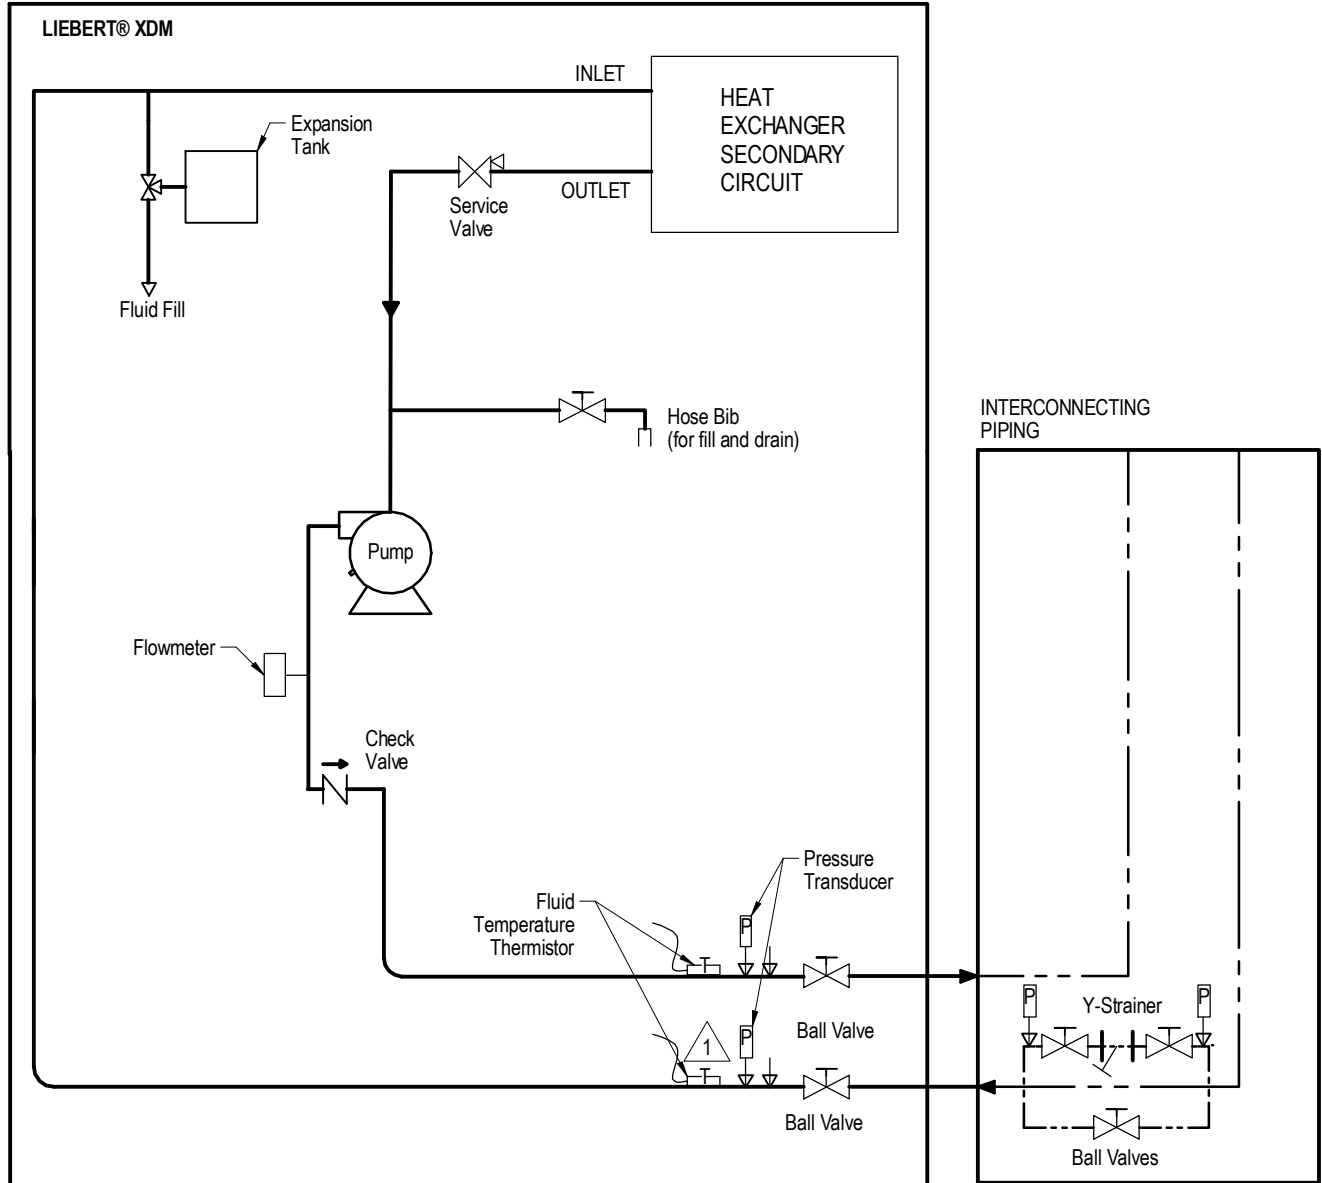 LIEBERT® XDM
INLET
HEAT
EXCHANGER
SECONDARY
CIRCUIT
Expansion
Tank
OUTLET
Service
Valve
Fluid Fill
Hose Bib
(for fill and drain)
INTERCONNECTING
PIPING
Pump
Flowmeter
Check
Valve
Pressure
Transducer
Fluid
Temperature
Thermistor
P
P
Y-Strainer
P
Ball Valve
P
1
Ball Valve
Ball Valves